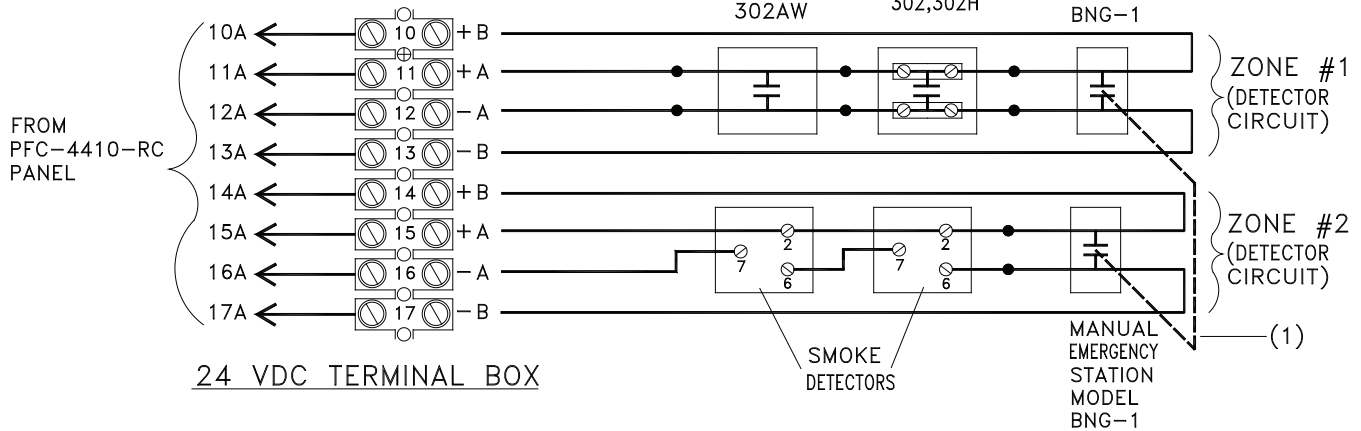 302AW
302,302H
BNG-1
10A
10
+B
11A
11
+A
12A
12
-A
13A
13
-B
14A
14
+B
15A
15
+A
16A
16
-A
17A
17
-B
FROM
PFC-4410-RC
PANEL
ZONE #1
(DETECTOR
CIRCUIT)
2
7
6
2
7
6
ZONE #2
(DETECTOR
CIRCUIT)
SMOKE
DETECTORS
MANUAL
EMERGENCY
STATION
MODEL
BNG-1
(1)
24 VDC TERMINAL BOX